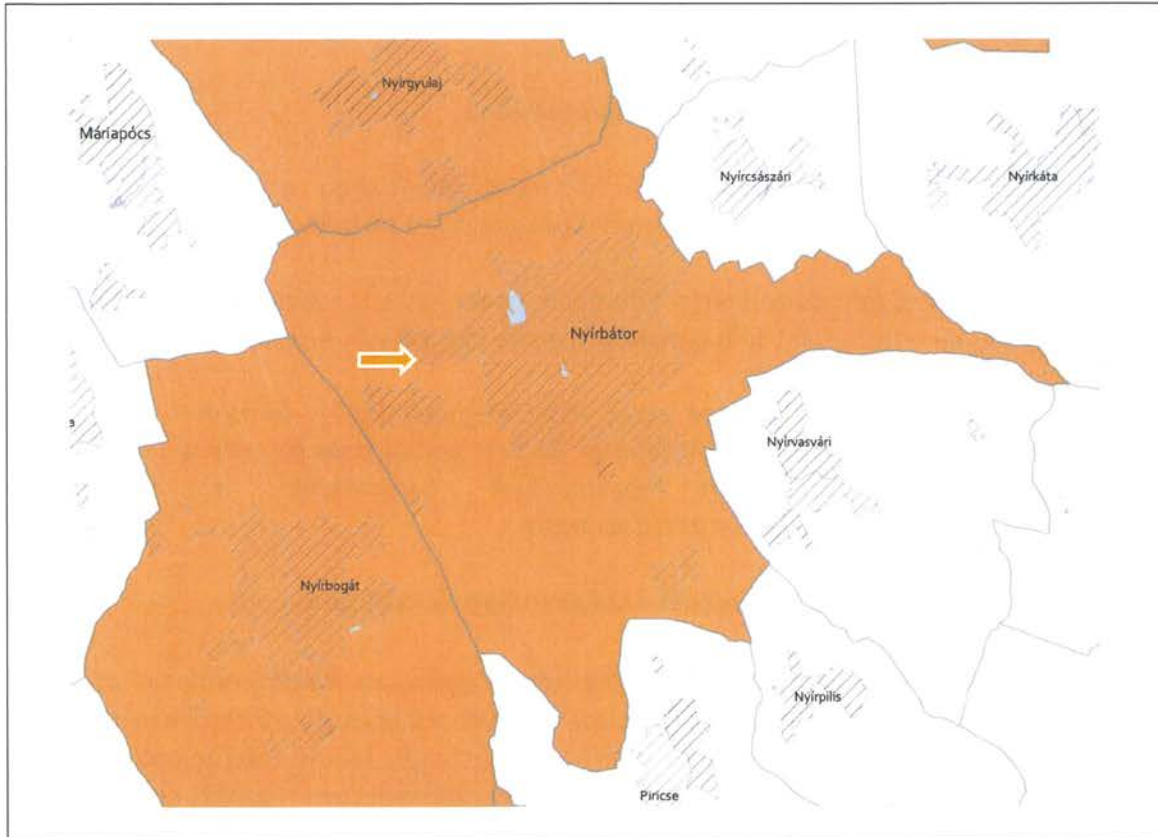 Nyírgyulaj
Máriapócs
Nyírcsászári
Nyírkáta
Nyírbátor
a
Nyírvasvári
Nyírbogát
Nyírpilis
Piricse